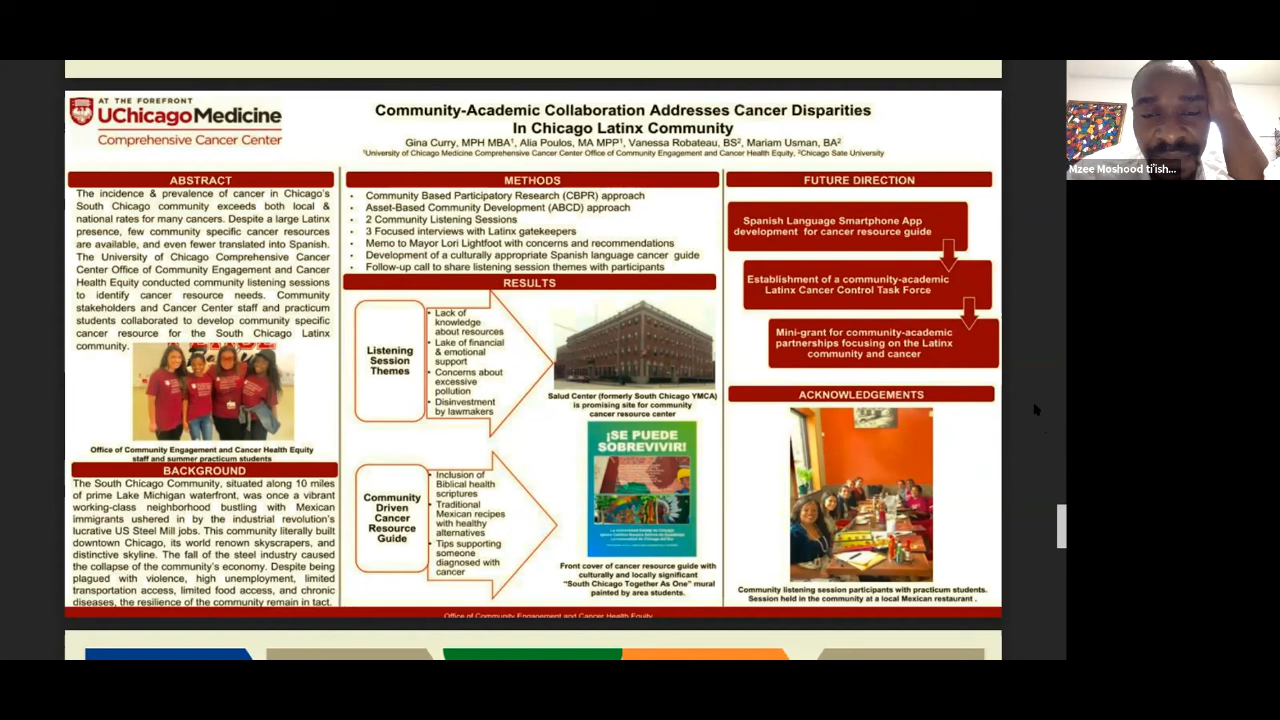 AT THE FOREFRONT
UChicagoMedicine
Comprehensive Cancer Center
Community-Academic Collaboration Addresses Cancer Disparities
In Chicago Latinx Community
Gina Curry, MPH MBA¹, Alia Poulos, MA MPP¹, Vanessa Robateau, BS², Mariam Usman, BA²
¹University of Chicago Medicine Comprehensive Cancer Center Office of Community Engagement and Cancer Health Equity, ²Chicago Sate University
ABSTRACT
The incidence & prevalence of cancer in Chicago's
South Chicago community exceeds both local &
national rates for many cancers. Despite a large Latinx
presence, few community specific cancer resources
are available, and even fewer translated into Spanish.
The University of Chicago Comprehensive Cancer
Center Office of Community Engagement and Cancer
Health Equity conducted community listening sessions
to identify cancer resource needs. Community
stakeholders and Cancer Center staff and practicum
students collaborated to develop community specific
cancer resource for the South Chicago Latinx
community.
Office of Community Engagement and Cancer Health Equity
staff and summer practicum students
BACKGROUND
The South Chicago Community, situated along 10 miles
of prime Lake Michigan waterfront, was once a vibrant
working-class neighborhood bustling with Mexican
immigrants ushered in by the industrial revolution's
lucrative US Steel Mill jobs. This community literally built
downtown Chicago, its world renown skyscrapers, and
distinctive skyline. The fall of the steel industry caused
the collapse of the community's economy. Despite being
plagued with violence, high unemployment, limited
transportation access, limited food access, and chronic
diseases, the resilience of the community remain in tact.
METHODS
• Community Based Participatory Research (CBPR) approach
• Asset-Based Community Development (ABCD) approach
• 2 Community Listening Sessions
• 3 Focused interviews with Latinx gatekeepers
• Memo to Mayor Lori Lightfoot with concerns and recommendations
• Development of a culturally appropriate Spanish language cancer guide
• Follow-up call to share listening session themes with participants
RESULTS
Listening
Session
Themes
• Lack of
knowledge
about resources
• Lake of financial
& emotional
support
• Concerns about
excessive
pollution
• Disinvestment
by lawmakers
Salud Center (formerly South Chicago YMCA)
is promising site for community
cancer resource center
Community
Driven
Cancer
Resource
Guide
• Inclusion of
Biblical health
scriptures
• Traditional
Mexican recipes
with healthy
alternatives
• Tips supporting
someone
diagnosed with
cancer
¡SE PUEDE
SOBREVIVIR!
Front cover of cancer resource guide with
culturally and locally significant
"South Chicago Together As One" mural
painted by area students.
FUTURE DIRECTION
Spanish Language Smartphone App
development for cancer resource guide
Establishment of a community-academic
Latinx Cancer Control Task Force
Mini-grant for community-academic
partnerships focusing on the Latinx
community and cancer
ACKNOWLEDGEMENTS
Community listening session participants with practicum students.
Session held in the community at a local Mexican restaurant .
Office of Community Engagement and Cancer Health Equity
Mzee Moshood ti'ish...